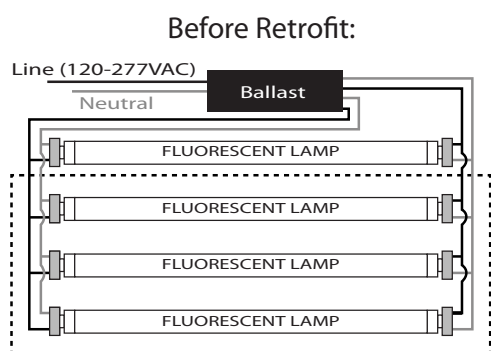 Before Retrofit:
Line (120-277VAC)
Ballast
Neutral
FLUORESCENT LAMP
FLUORESCENT LAMP
FLUORESCENT LAMP
FLUORESCENT LAMP